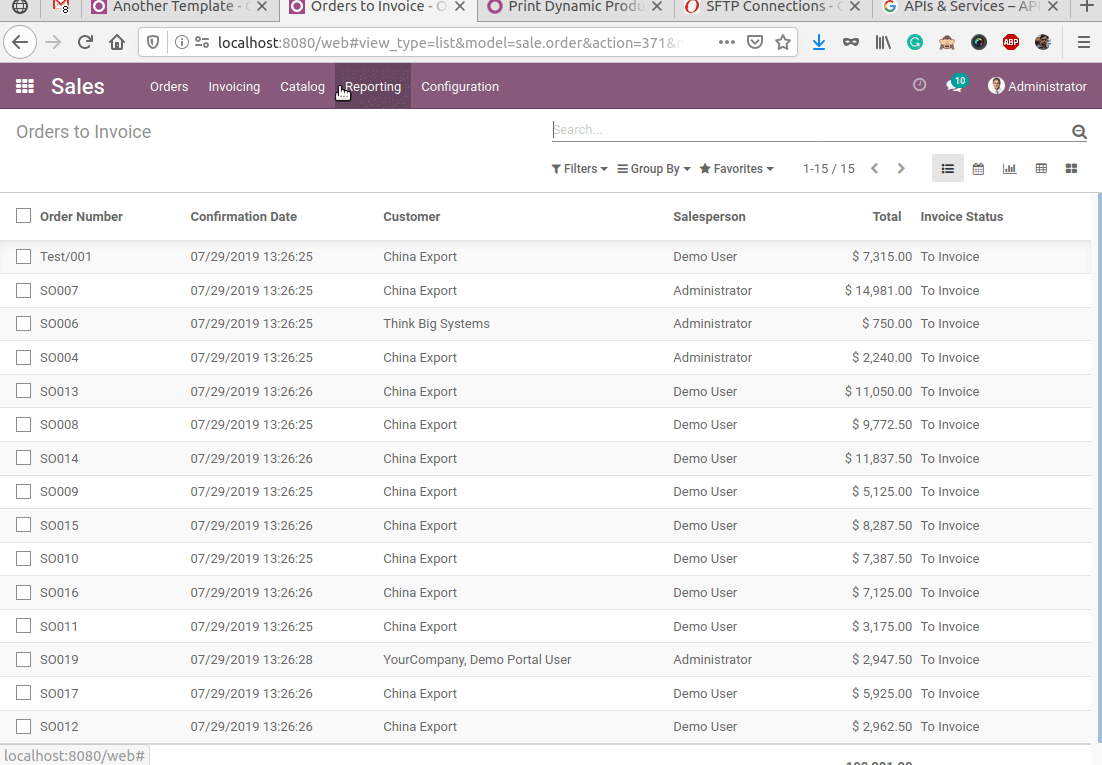 8 Another Template - Orders to Invoice - O Print Dynamic Produ SFTP Connections - G APIs & Services – API
localhost:8080/web#view_type=list&model=sale.order&action=371& ABP
Sales Orders Invoicing Catalog Reporting Configuration 10 Administrator
Orders to Invoice Search...
Filters Group By Favorites 1-15 / 15
Order Number Confirmation Date Customer Salesperson Total Invoice Status
Test/001 07/29/2019 13:26:25 China Export Demo User $ 7,315.00 To Invoice
SO007 07/29/2019 13:26:25 China Export Administrator $ 14,981.00 To Invoice
SO006 07/29/2019 13:26:25 Think Big Systems Administrator $ 750.00 To Invoice
SO004 07/29/2019 13:26:25 China Export Administrator $ 2,240.00 To Invoice
SO013 07/29/2019 13:26:26 China Export Demo User $ 11,050.00 To Invoice
SO008 07/29/2019 13:26:25 China Export Demo User $ 9,772.50 To Invoice
SO014 07/29/2019 13:26:26 China Export Demo User $ 11,837.50 To Invoice
SO009 07/29/2019 13:26:25 China Export Demo User $ 5,125.00 To Invoice
SO015 07/29/2019 13:26:26 China Export Demo User $ 8,287.50 To Invoice
SO010 07/29/2019 13:26:25 China Export Demo User $ 7,387.50 To Invoice
SO016 07/29/2019 13:26:26 China Export Demo User $ 7,125.00 To Invoice
SO011 07/29/2019 13:26:25 China Export Demo User $ 3,175.00 To Invoice
SO019 07/29/2019 13:26:28 YourCompany, Demo Portal User Administrator $ 2,947.50 To Invoice
SO017 07/29/2019 13:26:26 China Export Demo User $ 5,925.00 To Invoice
SO012 07/29/2019 13:26:26 China Export Demo User $ 2,962.50 To Invoice
localhost:8080/web#